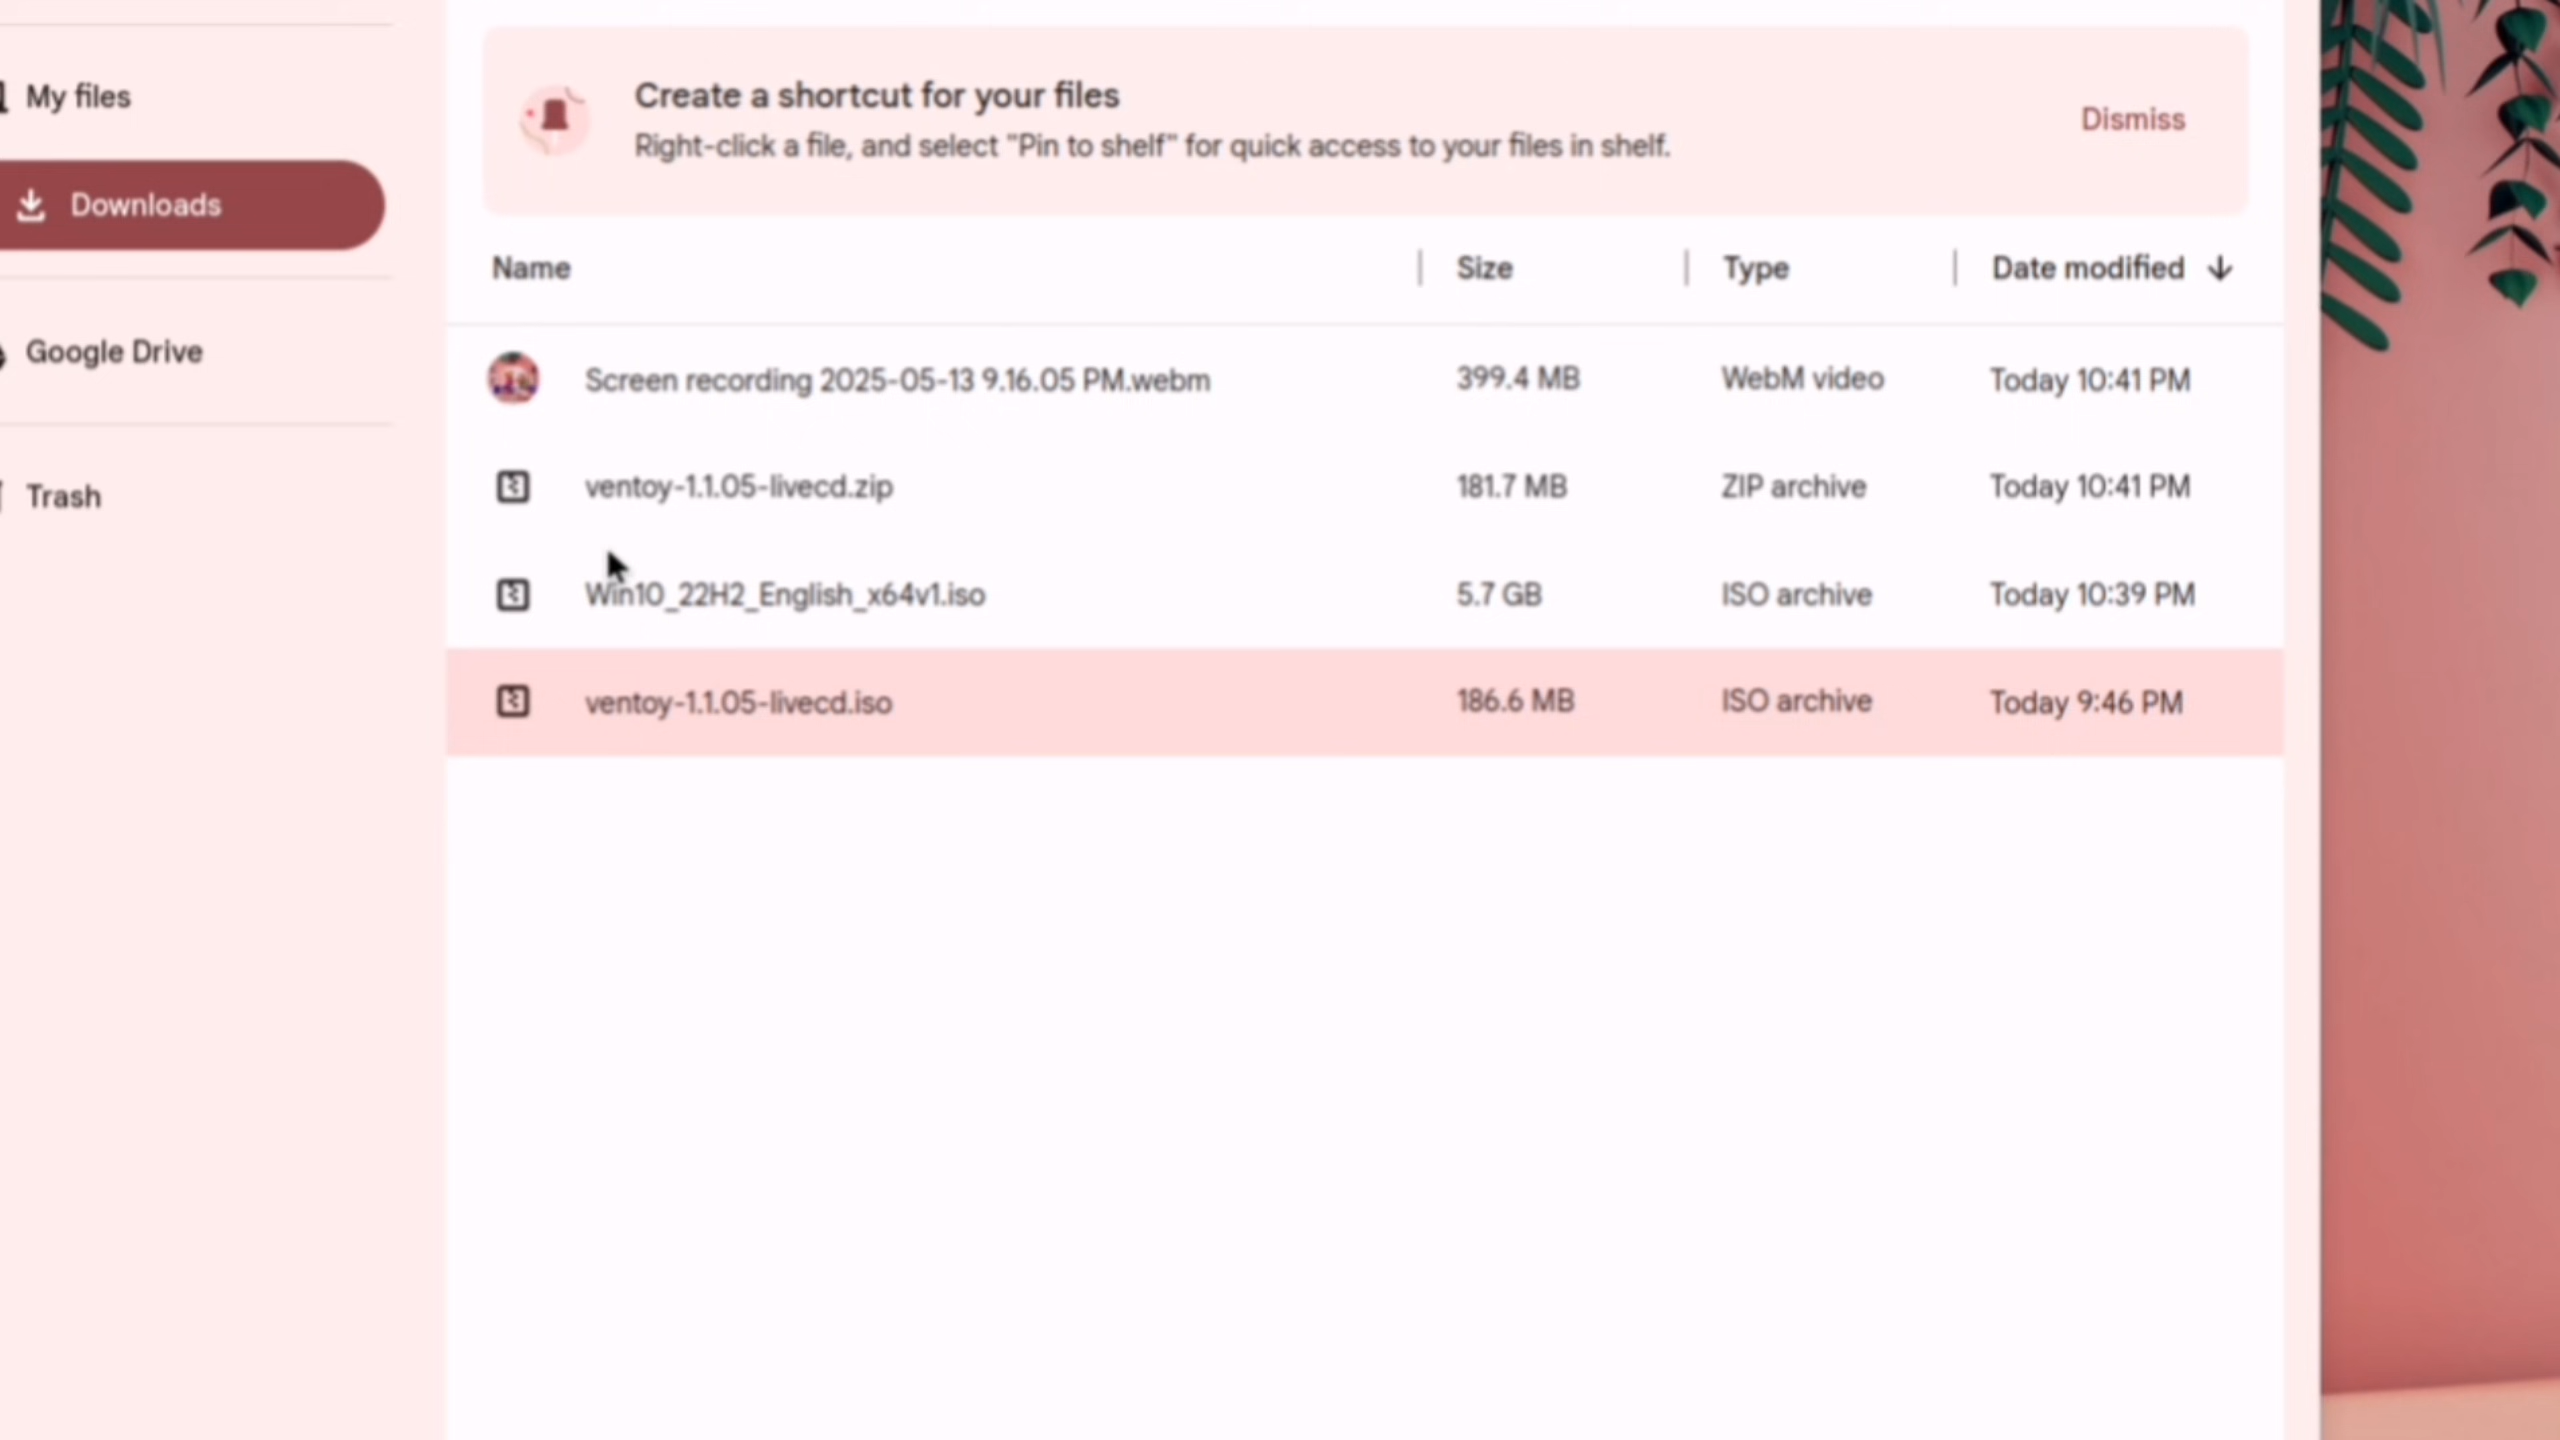 My files
Downloads
Google Drive
Trash
Create a shortcut for your files
Right-click a file, and select "Pin to shelf" for quick access to your files in shelf.
Dismiss
Name Size Type Date modified
Screen recording 2025-05-13 9.16.05 PM.webm 399.4 MB WebM video Today 10:41 PM
ventoy-1.1.05-livecd.zip 181.7 MB ZIP archive Today 10:41 PM
Win10_22H2_English_x64v1.iso 5.7 GB ISO archive Today 10:39 PM
ventoy-1.1.05-livecd.iso 186.6 MB ISO archive Today 9:46 PM